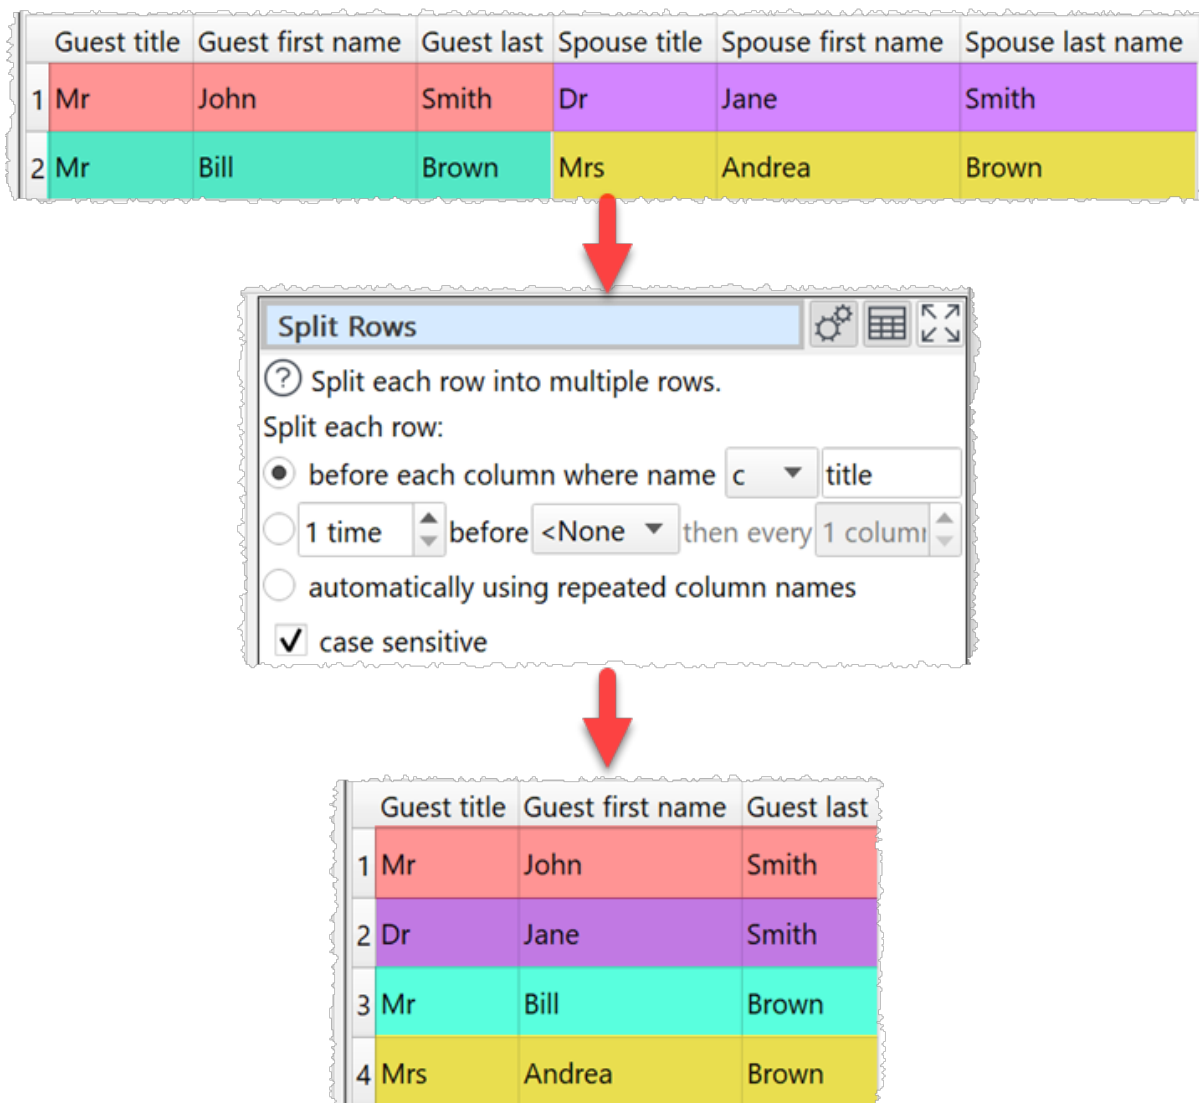 Guest title Guest first name Guest last Spouse title Spouse first name Spouse last name
1 Mr John Smith Dr Jane Smith
2 Mr Bill Brown Mrs Andrea Brown
Split Rows
? Split each row into multiple rows.
Split each row:
before each column where name c title
1 time before <None then every 1 colum
automatically using repeated column names
case sensitive
Guest title Guest first name Guest last
1 Mr John Smith
2 Dr Jane Smith
3 Mr Bill Brown
4 Mrs Andrea Brown